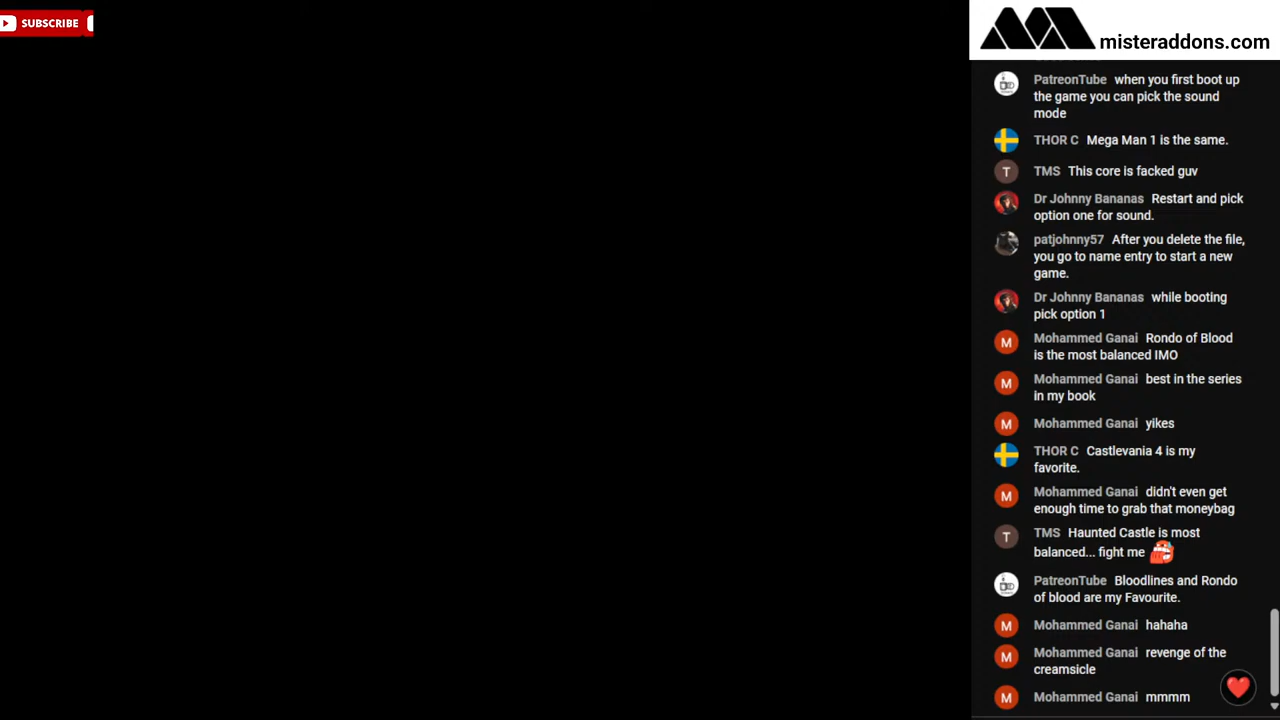 SUBSCRIBE
misteraddons.com
PatreonTube when you first boot up
the game you can pick the sound
mode
THOR C Mega Man 1 is the same.
T TMS This core is facked guv
Dr Johnny Bananas Restart and pick
option one for sound.
patjohnny57 After you delete the file,
you go to name entry to start a new
game.
Dr Johnny Bananas while booting
pick option 1
M Mohammed Ganai Rondo of Blood
is the most balanced IMO
M Mohammed Ganai best in the series
in my book
M Mohammed Ganai yikes
THOR C Castlevania 4 is my
favorite.
M Mohammed Ganai didn't even get
enough time to grab that moneybag
T TMS Haunted Castle is most
balanced... fight me
PatreonTube Bloodlines and Rondo
of blood are my Favourite.
M Mohammed Ganai hahaha
M Mohammed Ganai revenge of the
creamsicle
M Mohammed Ganai mmmm